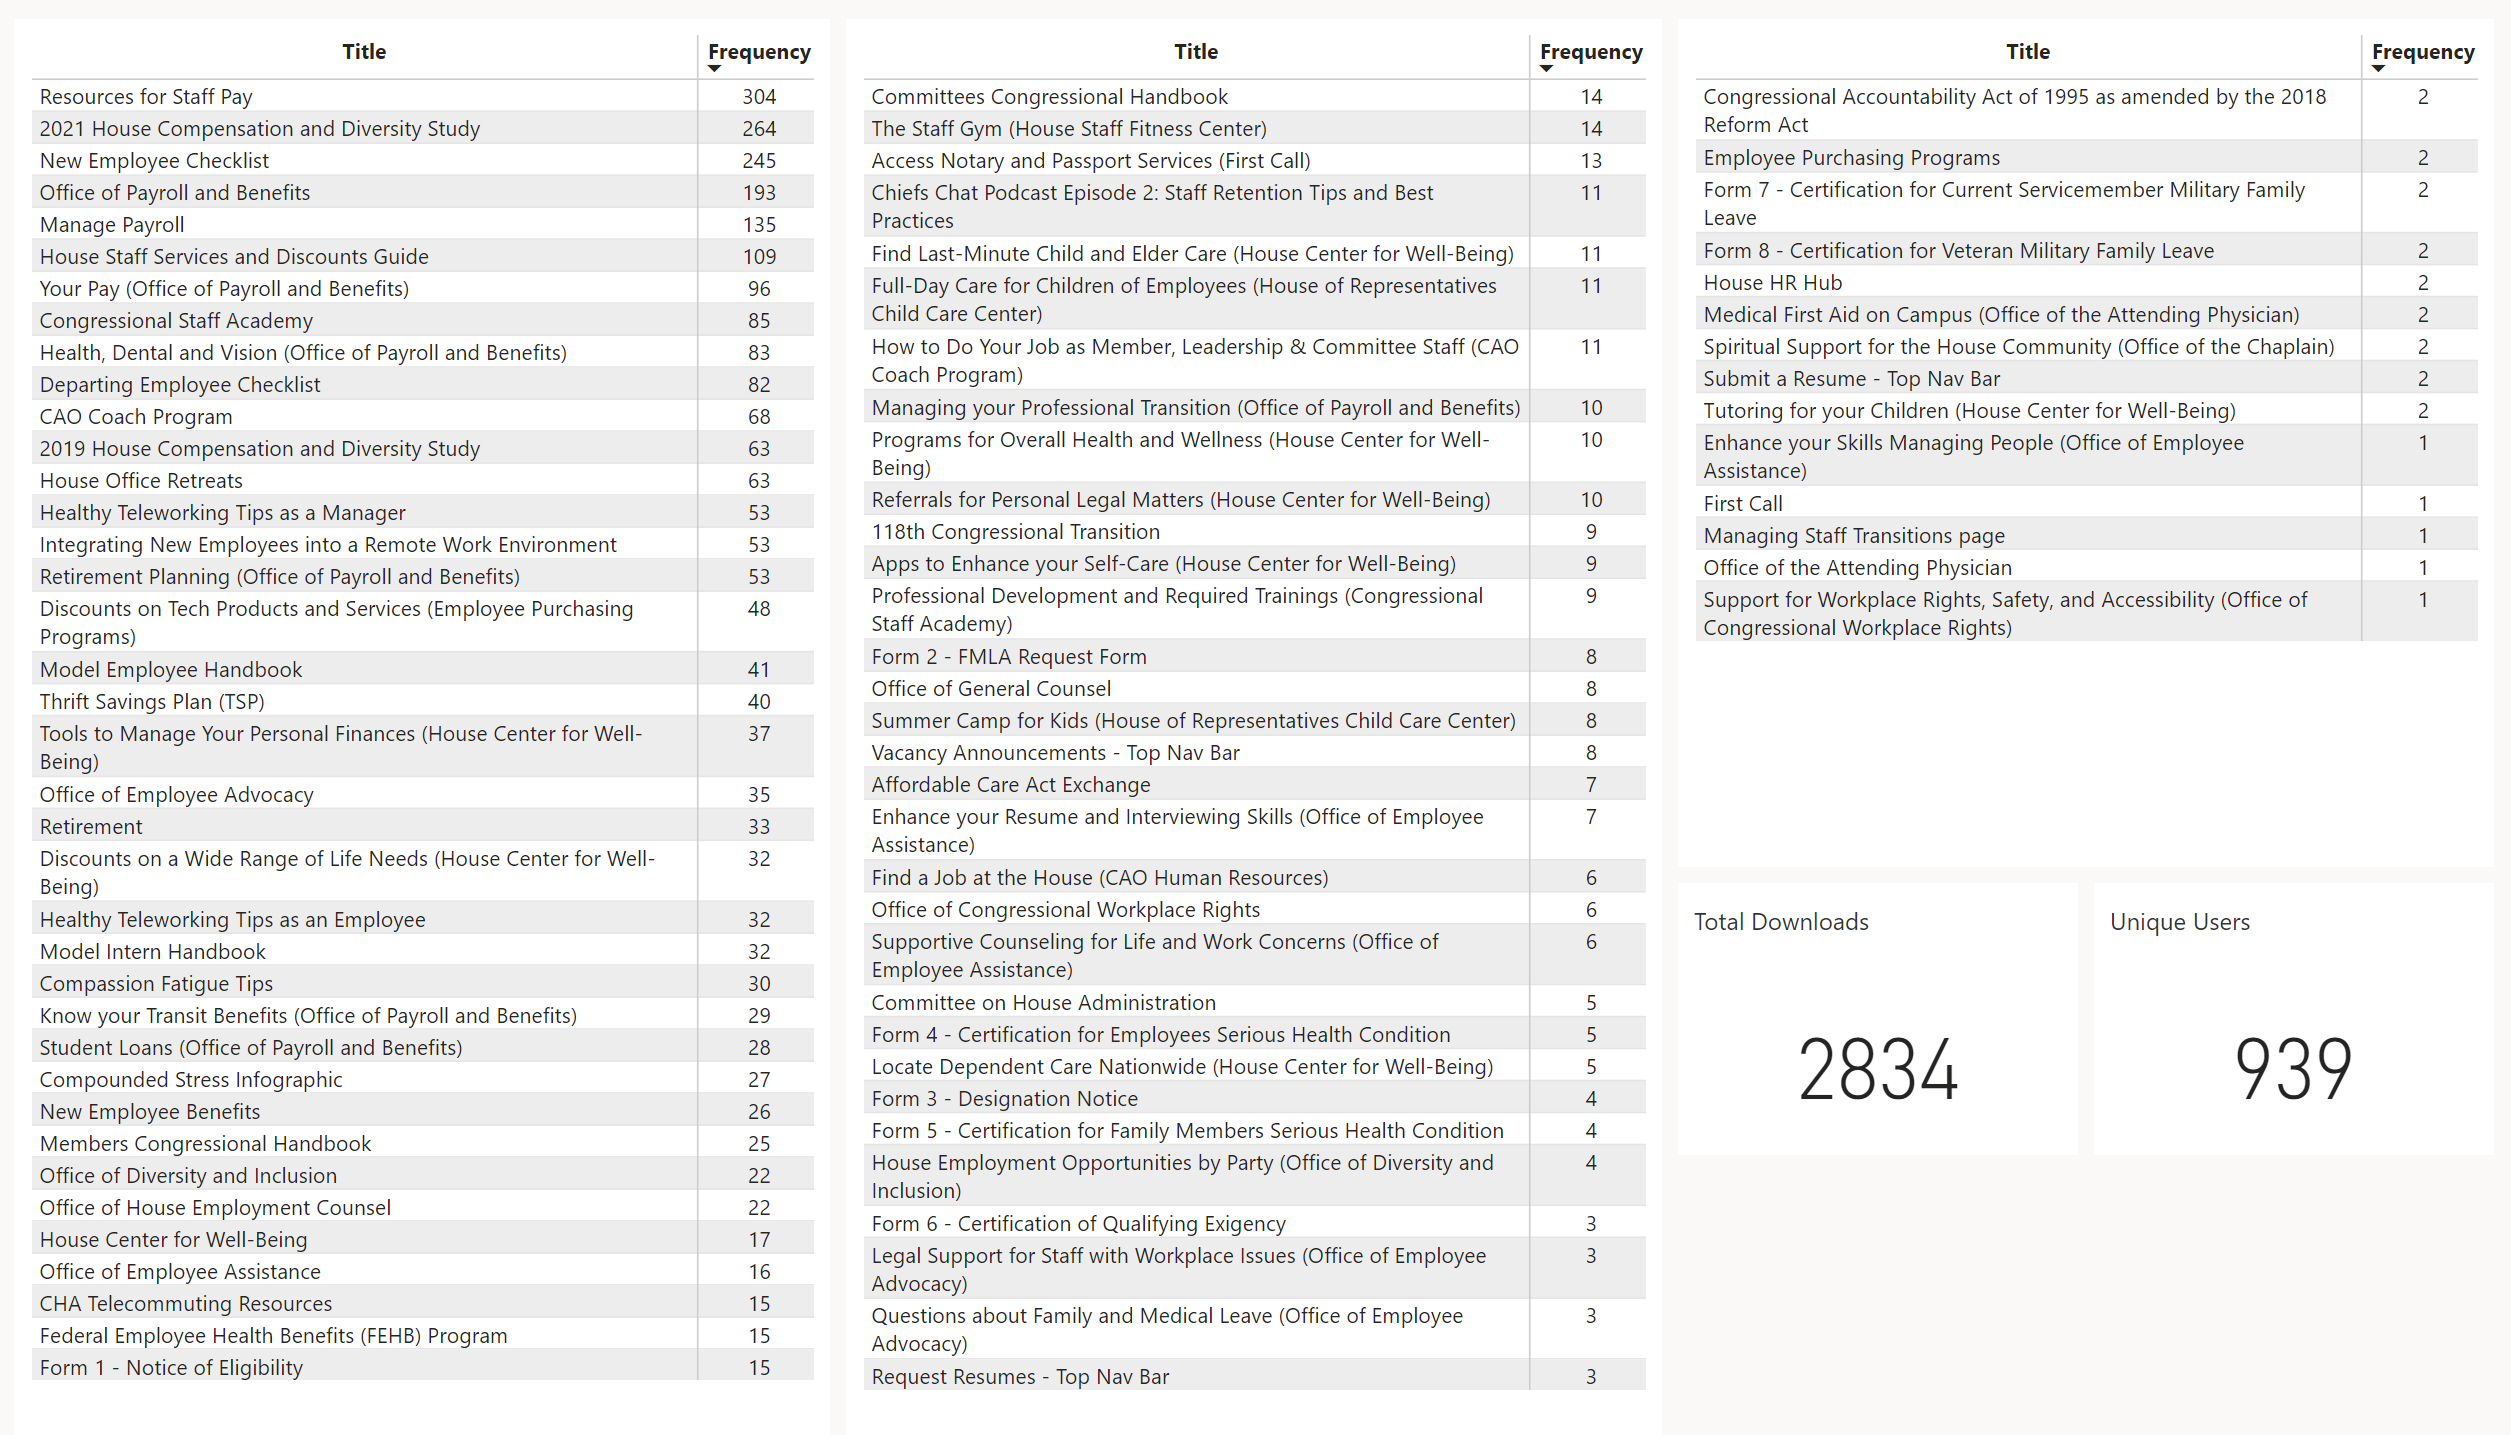 Title Frequency
Resources for Staff Pay 304
2021 House Compensation and Diversity Study 264
New Employee Checklist 245
Office of Payroll and Benefits 193
Manage Payroll 135
House Staff Services and Discounts Guide 109
Your Pay (Office of Payroll and Benefits) 96
Congressional Staff Academy 85
Health, Dental and Vision (Office of Payroll and Benefits) 83
Departing Employee Checklist 82
CAO Coach Program 68
2019 House Compensation and Diversity Study 63
House Office Retreats 63
Healthy Teleworking Tips as a Manager 53
Integrating New Employees into a Remote Work Environment 53
Retirement Planning (Office of Payroll and Benefits) 53
Discounts on Tech Products and Services (Employee Purchasing 48
Programs)
Model Employee Handbook 41
Thrift Savings Plan (TSP) 40
Tools to Manage Your Personal Finances (House Center for Well- 37
Being)
Office of Employee Advocacy 35
Retirement 33
Discounts on a Wide Range of Life Needs (House Center for Well- 32
Being)
Healthy Teleworking Tips as an Employee 32
Model Intern Handbook 32
Compassion Fatigue Tips 30
Know your Transit Benefits (Office of Payroll and Benefits) 29
Student Loans (Office of Payroll and Benefits) 28
Compounded Stress Infographic 27
New Employee Benefits 26
Members Congressional Handbook 25
Office of Diversity and Inclusion 22
Office of House Employment Counsel 22
House Center for Well-Being 17
Office of Employee Assistance 16
CHA Telecommuting Resources 15
Federal Employee Health Benefits (FEHB) Program 15
Form 1 - Notice of Eligibility 15
Title Frequency
Committees Congressional Handbook 14
The Staff Gym (House Staff Fitness Center) 14
Access Notary and Passport Services (First Call) 13
Chiefs Chat Podcast Episode 2: Staff Retention Tips and Best 11
Practices
Find Last-Minute Child and Elder Care (House Center for Well-Being) 11
Full-Day Care for Children of Employees (House of Representatives 11
Child Care Center)
How to Do Your Job as Member, Leadership & Committee Staff (CAO 11
Coach Program)
Managing your Professional Transition (Office of Payroll and Benefits) 10
Programs for Overall Health and Wellness (House Center for Well- 10
Being)
Referrals for Personal Legal Matters (House Center for Well-Being) 10
118th Congressional Transition 9
Apps to Enhance your Self-Care (House Center for Well-Being) 9
Professional Development and Required Trainings (Congressional 9
Staff Academy)
Form 2 - FMLA Request Form 8
Office of General Counsel 8
Summer Camp for Kids (House of Representatives Child Care Center) 8
Vacancy Announcements - Top Nav Bar 8
Affordable Care Act Exchange 7
Enhance your Resume and Interviewing Skills (Office of Employee 7
Assistance)
Find a Job at the House (CAO Human Resources) 6
Office of Congressional Workplace Rights 6
Supportive Counseling for Life and Work Concerns (Office of 6
Employee Assistance)
Committee on House Administration 5
Form 4 - Certification for Employees Serious Health Condition 5
Locate Dependent Care Nationwide (House Center for Well-Being) 5
Form 3 - Designation Notice 4
Form 5 - Certification for Family Members Serious Health Condition 4
House Employment Opportunities by Party (Office of Diversity and 4
Inclusion)
Form 6 - Certification of Qualifying Exigency 3
Legal Support for Staff with Workplace Issues (Office of Employee 3
Advocacy)
Questions about Family and Medical Leave (Office of Employee 3
Advocacy)
Request Resumes - Top Nav Bar 3
Title Frequency
Congressional Accountability Act of 1995 as amended by the 2018 2
Reform Act
Employee Purchasing Programs 2
Form 7 - Certification for Current Servicemember Military Family 2
Leave
Form 8 - Certification for Veteran Military Family Leave 2
House HR Hub 2
Medical First Aid on Campus (Office of the Attending Physician) 2
Spiritual Support for the House Community (Office of the Chaplain) 2
Submit a Resume - Top Nav Bar 2
Tutoring for your Children (House Center for Well-Being) 2
Enhance your Skills Managing People (Office of Employee 1
Assistance)
First Call 1
Managing Staff Transitions page 1
Office of the Attending Physician 1
Support for Workplace Rights, Safety, and Accessibility (Office of 1
Congressional Workplace Rights)
Total Downloads
2834
Unique Users
939